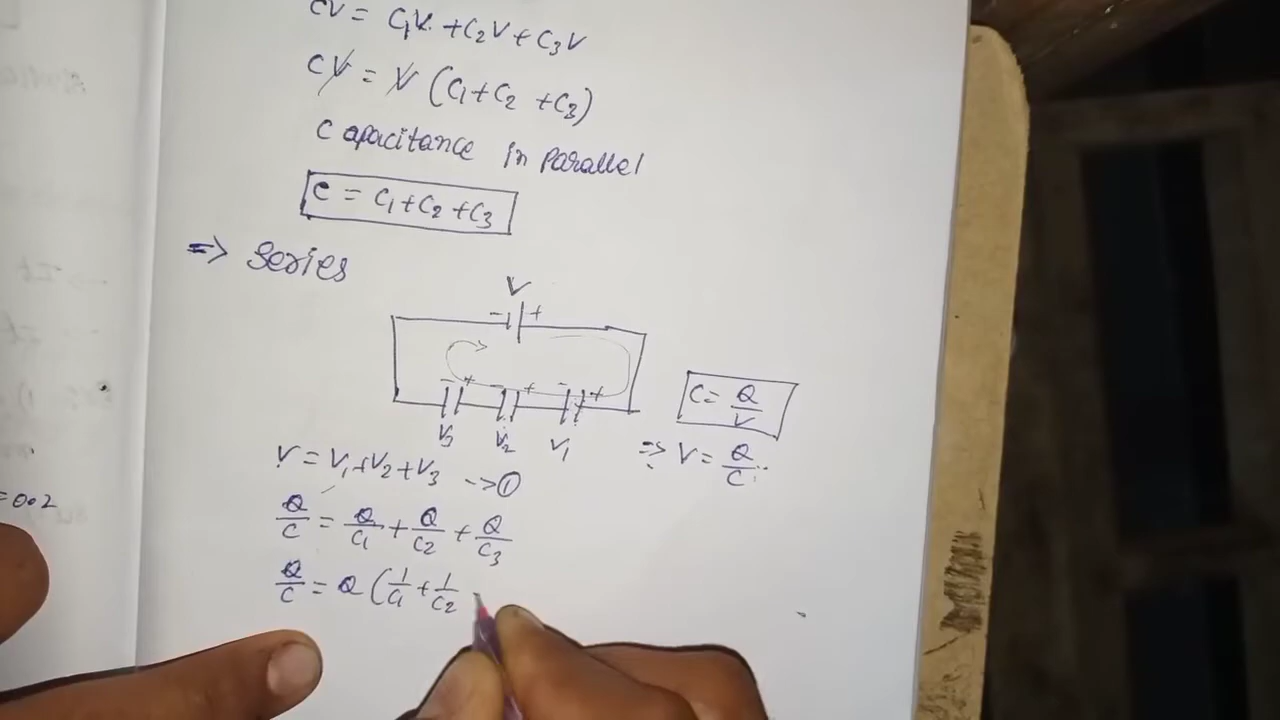 CV = C₁V + C₂V + C₃V
CV = V (C₁+C₂ +C₃)
Capacitance in parallel
C = C₁+C₂+C₃
=> Series
V
- +
- + - + - +
V₃ V₂ V₁
C = Q/V
=> V = Q/C
V = V₁+V₂+V₃ -> ①
Q/C = Q/C₁ + Q/C₂ + Q/C₃
Q/C = Q (1/C₁ + 1/C₂
=002